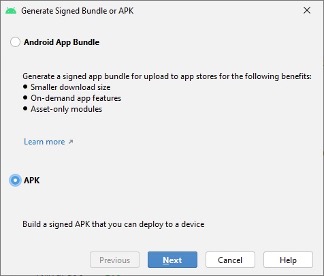 Generate Signed Bundle or APK
Android App Bundle
Generate a signed app bundle for upload to app stores for the following benefits:
• Smaller download size
• On-demand app features
• Asset-only modules
Learn more ↗
APK
Build a signed APK that you can deploy to a device
Previous Next Cancel Help